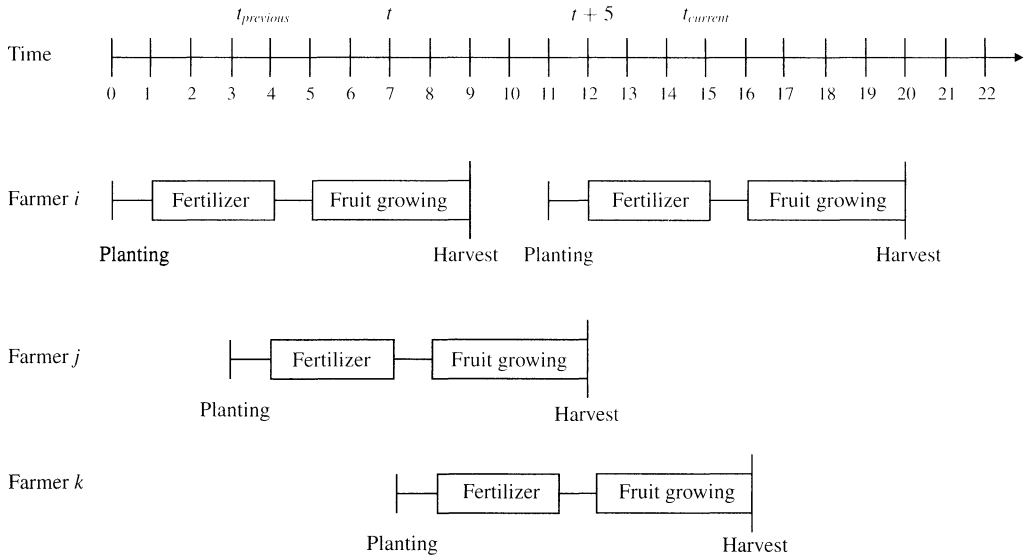 t_previous t t + 5 t_current
Time
0 1 2 3 4 5 6 7 8 9 10 11 12 13 14 15 16 17 18 19 20 21 22
Farmer i Fertilizer Fruit growing Fertilizer Fruit growing
Planting Harvest Planting Harvest
Farmer j Fertilizer Fruit growing
Planting Harvest
Farmer k Fertilizer Fruit growing
Planting Harvest